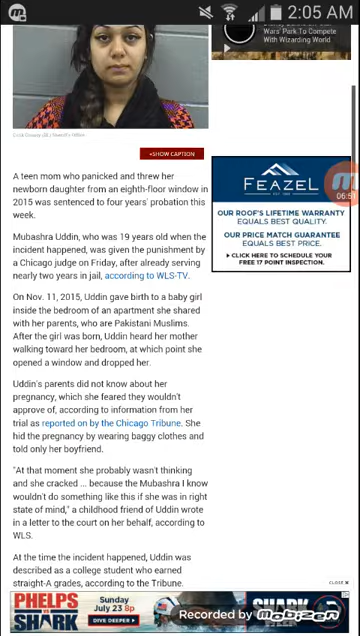 2:05 AM
Wars' Park To Compete
With Wizarding World
+SHOW CAPTION
A teen mom who panicked and threw her
newborn daughter from an eighth-floor window in
2015 was sentenced to four years' probation this
week.
Mubashra Uddin, who was 19 years old when the
incident happened, was given the punishment by
a Chicago judge on Friday, after already serving
nearly two years in jail, according to WLS-TV.
On Nov. 11, 2015, Uddin gave birth to a baby girl
inside the bedroom of an apartment she shared
with her parents, who are Pakistani Muslims.
After the girl was born, Uddin heard her mother
walking toward her bedroom, at which point she
opened a window and dropped her.
Uddin's parents did not know about her
pregnancy, which she feared they wouldn't
approve of, according to information from her
trial as reported on by the Chicago Tribune. She
hid the pregnancy by wearing baggy clothes and
told only her boyfriend.
"At that moment she probably wasn't thinking
and she cracked ... because the Mubashra I know
wouldn't do something like this if she was in right
state of mind," a childhood friend of Uddin wrote
in a letter to the court on her behalf, according to
WLS.
At the time the incident happened, Uddin was
described as a college student who earned
straight-A grades, according to the Tribune.
FEAZEL
06:51
OUR ROOF'S LIFETIME WARRANTY
EQUALS BEST QUALITY.
OUR PRICE MATCH GUARANTEE
EQUALS BEST PRICE.
CLICK HERE TO SCHEDULE YOUR
FREE 17 POINT INSPECTION.
CLOSE
PHELPS
VS
SHARK
Sunday
July 23 8p
DIVE DEEPER
SHARK
Recorded by Mobizen